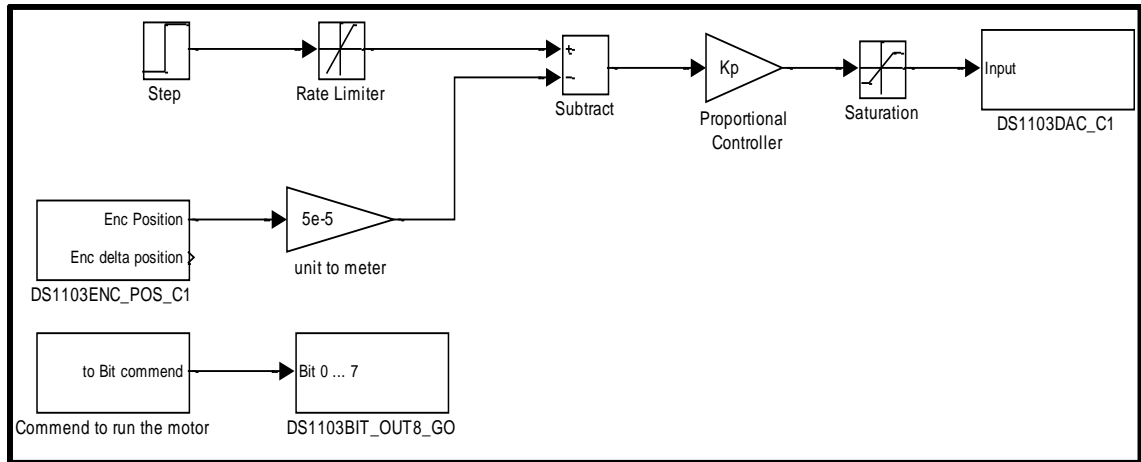 Step
Rate Limiter
+
−
Subtract
Kp
Proportional
Controller
Saturation
Input
DS1103DAC_C1
Enc Position
Enc delta position
DS1103ENC_POS_C1
5e-5
unit to meter
to Bit commend
Commend to run the motor
Bit 0 ... 7
DS1103BIT_OUT8_GO